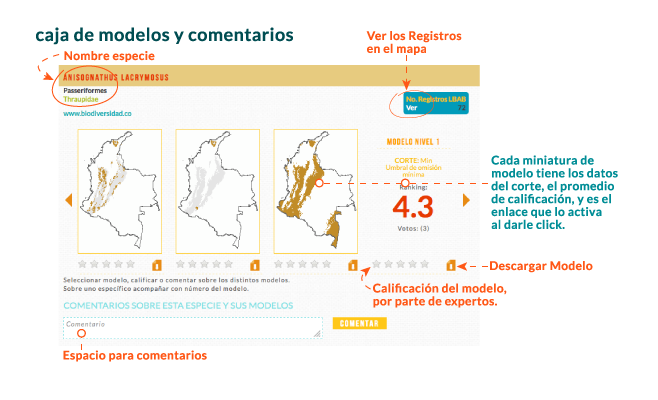 caja de modelos y comentarios
Ver los Registros
en el mapa
Nombre especie
ANISOGNATHUS LACRYMOSUS
Passeriformes
Thraupidae
www.biodiversidad.co
No. Registros LBAB
Ver 72
MODELO NIVEL 1
CORTE: Min
Umbral de omisión
mínima
Ranking:
4.3
Votos: (3)
Cada miniatura de
modelo tiene los datos
del corte, el promedio
de calificación, y es el
enlace que lo activa
al darle click.
Descargar Modelo
Calificación del modelo,
por parte de expertos.
Seleccionar modelo, calificar o comentar sobre los distintos modelos.
Sobre uno específico acompañar con número del modelo.
COMENTARIOS SOBRE ESTA ESPECIE Y SUS MODELOS
Comentario
COMENTAR
Espacio para comentarios